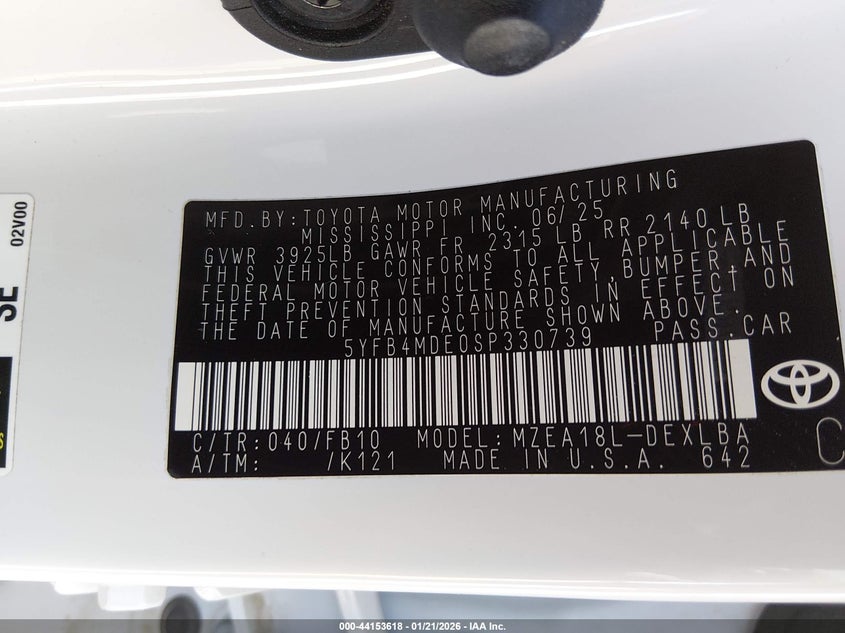 MFD. BY: TOYOTA MOTOR MANUFACTURING
MISSISSIPPI INC. 06/25
GVWR 3925LB GAWR FR 2315 LB RR 2140 LB
THIS VEHICLE CONFORMS TO ALL APPLICABLE
FEDERAL MOTOR VEHICLE SAFETY, BUMPER, AND
THEFT PREVENTION STANDARDS IN EFFECT ON
THE DATE OF MANUFACTURE SHOWN ABOVE.
5YFB4MDE0SP330739 PASS.CAR
C/TR: 040/FB10 MODEL: MZEA18L-DEXLBA
A/TM: /K121 MADE IN U.S.A. 642
C
02V00
SE
000-44153618 - 01/21/2026 - IAA Inc.